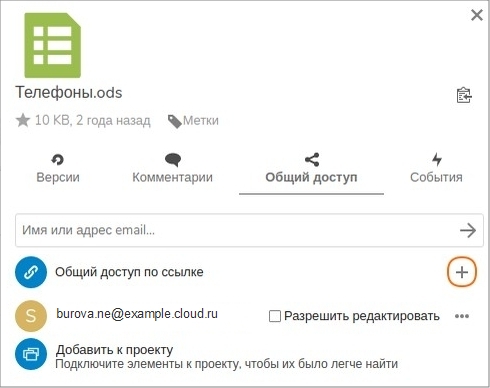 Телефоны.ods
10 KB, 2 года назад Метки
Версии Комментарии Общий доступ События
Имя или адрес email...
Общий доступ по ссылке
S burova.ne@example.cloud.ru Разрешить редактировать
Добавить к проекту
Подключите элементы к проекту, чтобы их было легче найти